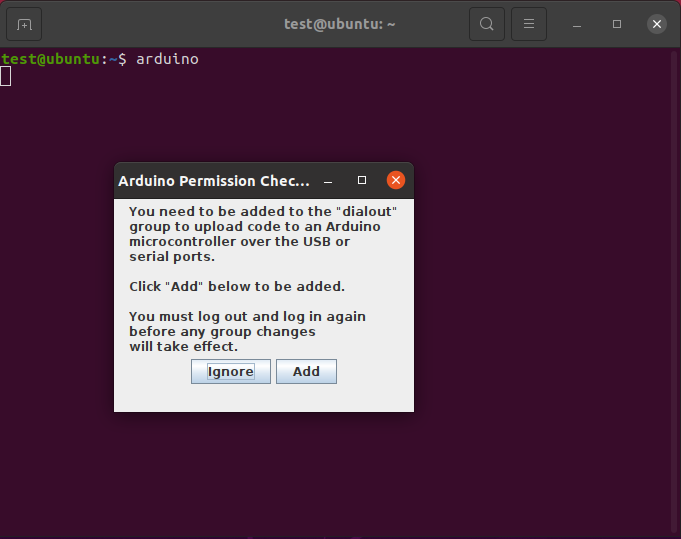 test@ubuntu: ~
test@ubuntu:~$ arduino
Arduino Permission Chec...
You need to be added to the "dialout"
group to upload code to an Arduino
microcontroller over the USB or
serial ports.
Click "Add" below to be added.
You must log out and log in again
before any group changes
will take effect.
Ignore Add